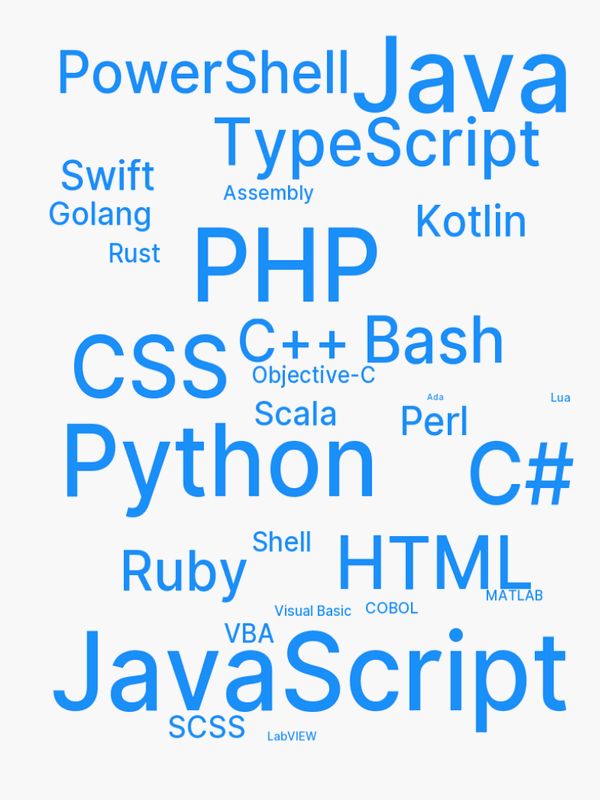 PowerShell Java
TypeScript
Swift
Assembly
Golang
Kotlin
Rust
PHP
C++ Bash
CSS
Objective-C
Ada
Lua
Scala
Perl
Python
C#
Shell
HTML
Ruby
MATLAB
Visual Basic
COBOL
VBA
JavaScript
SCSS
LabVIEW